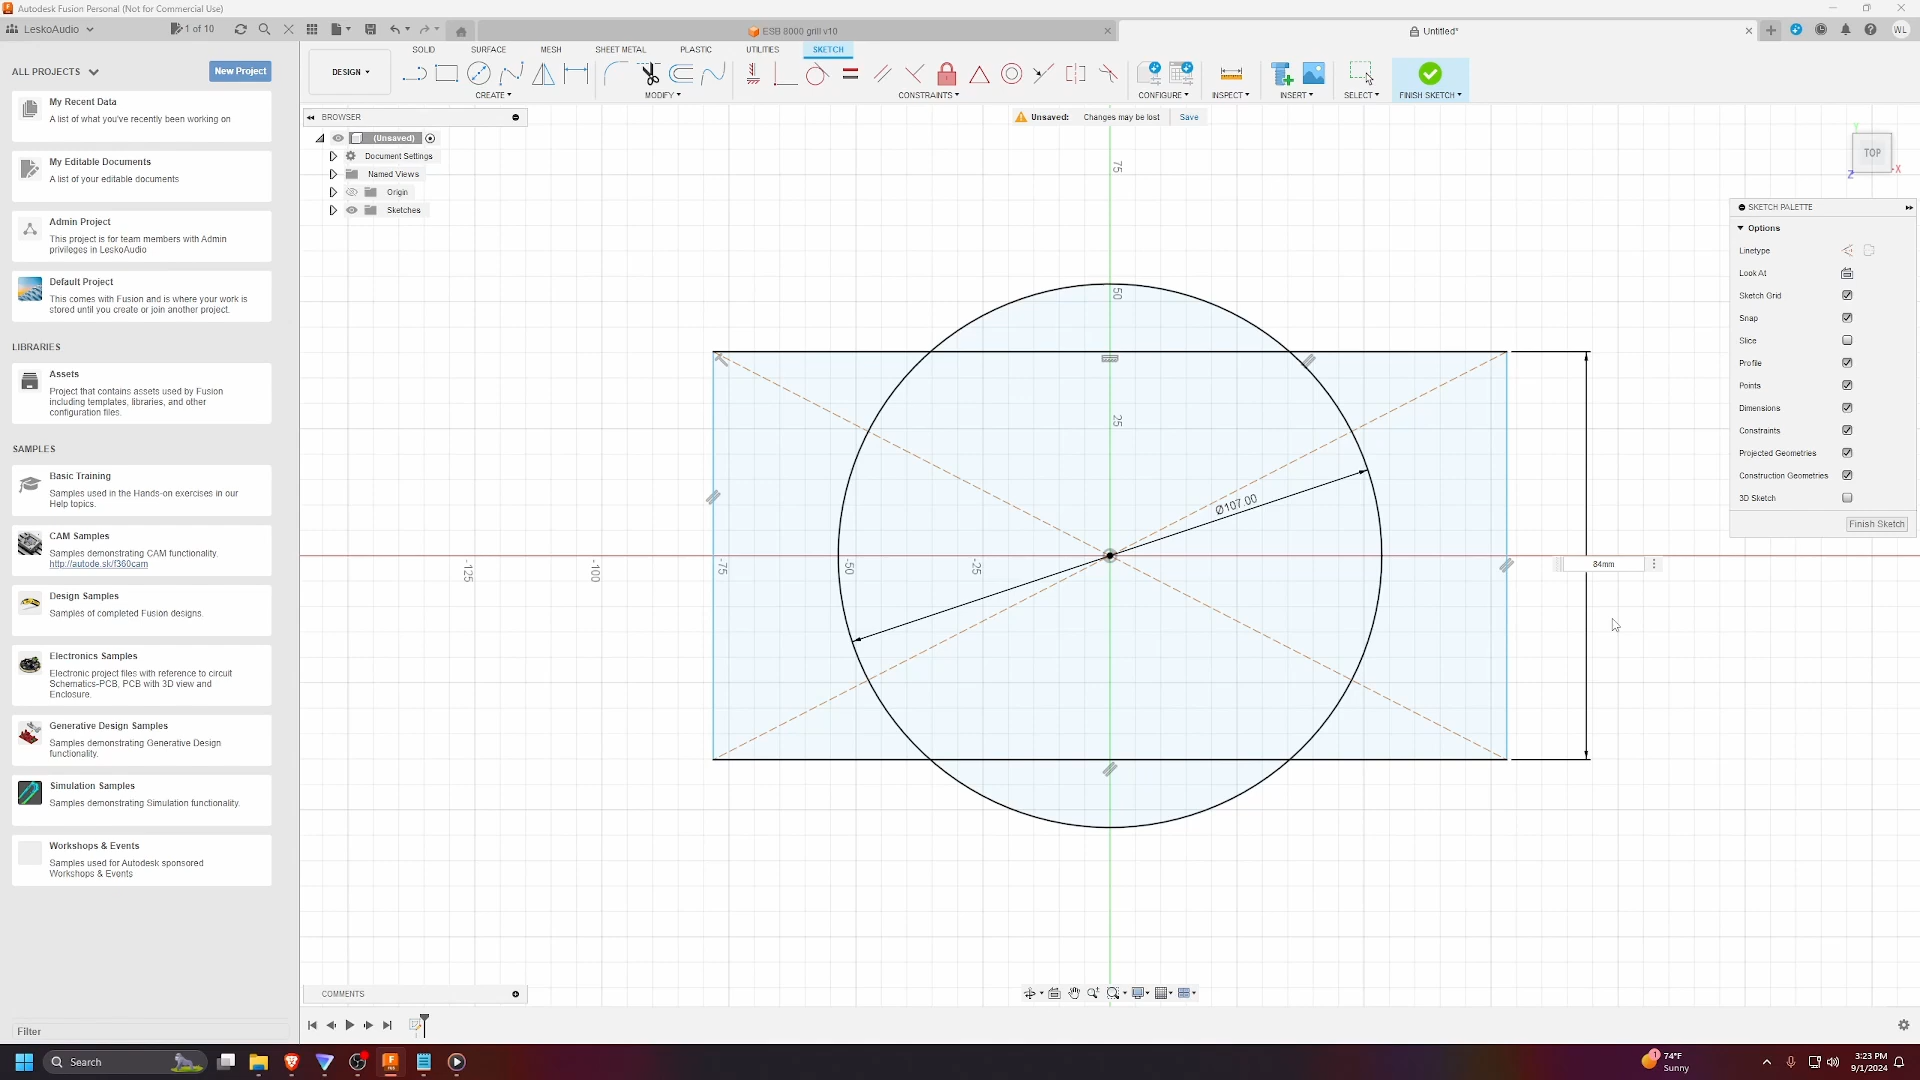 Autodesk Fusion Personal (Not for Commercial Use)
LeskoAudio
1 of 10
ESB 8000 grill v10
Untitled*
WL
ALL PROJECTS
New Project
My Recent Data
A list of what you've recently been working on
My Editable Documents
A list of your editable documents
Admin Project
This project is for team members with Admin
privileges in LeskoAudio
Default Project
This comes with Fusion and is where your work is
stored until you create or join another project.
LIBRARIES
Assets
Project that contains assets used by Fusion
including templates, libraries, and other
configuration files.
SAMPLES
Basic Training
Samples used in the Hands-on exercises in our
Help topics.
CAM Samples
Samples demonstrating CAM functionality.
http://autode.sk/f360cam
Design Samples
Samples of completed Fusion designs.
Electronics Samples
Electronic project files with reference to circuit
Schematics-PCB, PCB with 3D view and
Enclosure.
Generative Design Samples
Samples demonstrating Generative Design
functionality.
Simulation Samples
Samples demonstrating Simulation functionality.
Workshops & Events
Samples used for Autodesk sponsored
Workshops & Events
Filter
DESIGN
SOLID
SURFACE
MESH
SHEET METAL
PLASTIC
UTILITIES
SKETCH
CREATE
MODIFY
CONSTRAINTS
CONFIGURE
INSPECT
INSERT
SELECT
FINISH SKETCH
BROWSER
(Unsaved)
Document Settings
Named Views
Origin
Sketches
Unsaved:
Changes may be lost
Save
75
50
25
Ø107.00
-125
-100
-75
-50
-25
84mm
TOP
Y
X
Z
SKETCH PALETTE
Options
Linetype
Look At
Sketch Grid
Snap
Slice
Profile
Points
Dimensions
Constraints
Projected Geometries
Construction Geometries
3D Sketch
Finish Sketch
COMMENTS
Search
1
74°F
Sunny
3:23 PM
9/1/2024